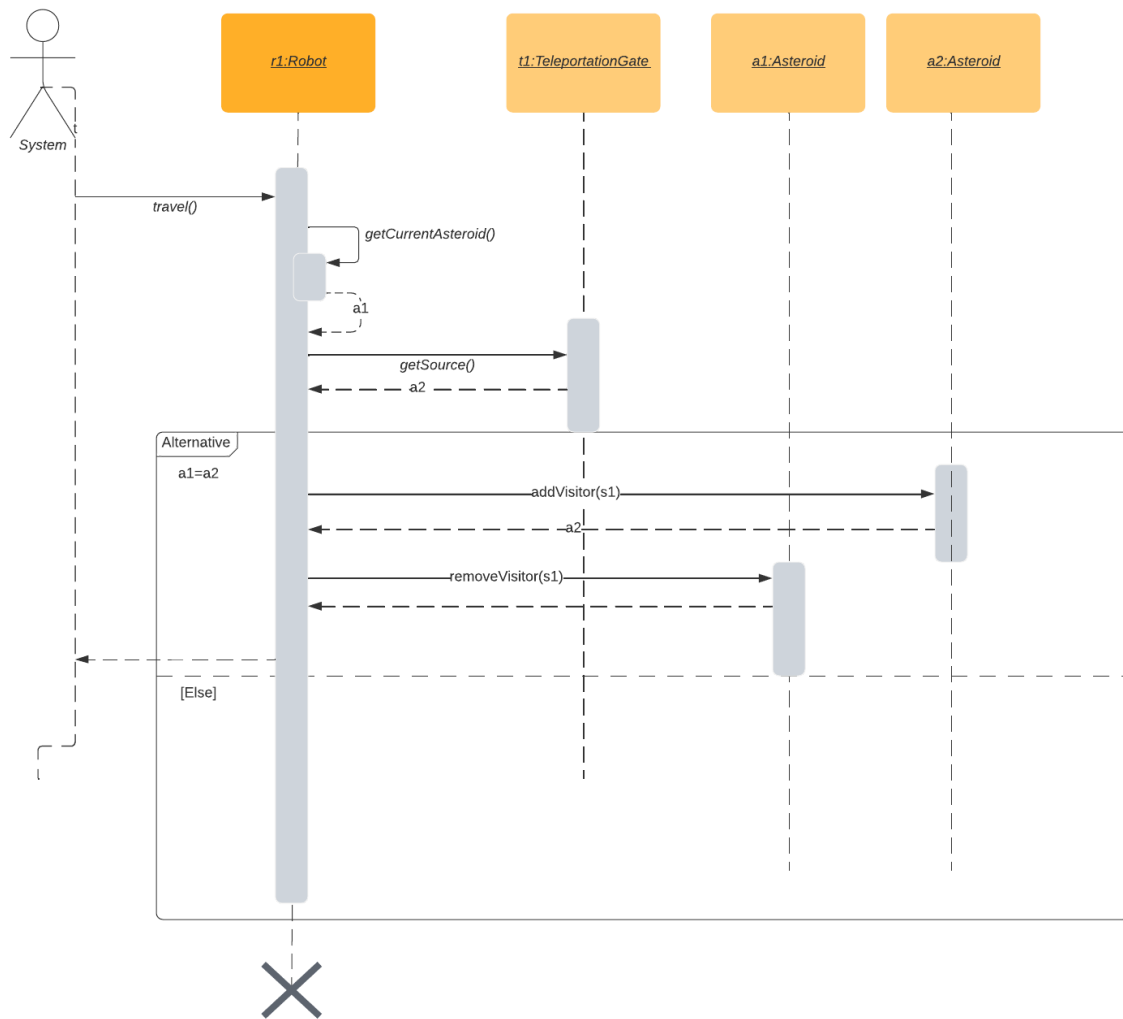 r1:Robot
t1:TeleportationGate
a1:Asteroid
a2:Asteroid
t
System
travel()
getCurrentAsteroid()
a1
getSource()
a2
Alternative
a1=a2
addVisitor(s1)
a2
removeVisitor(s1)
[Else]